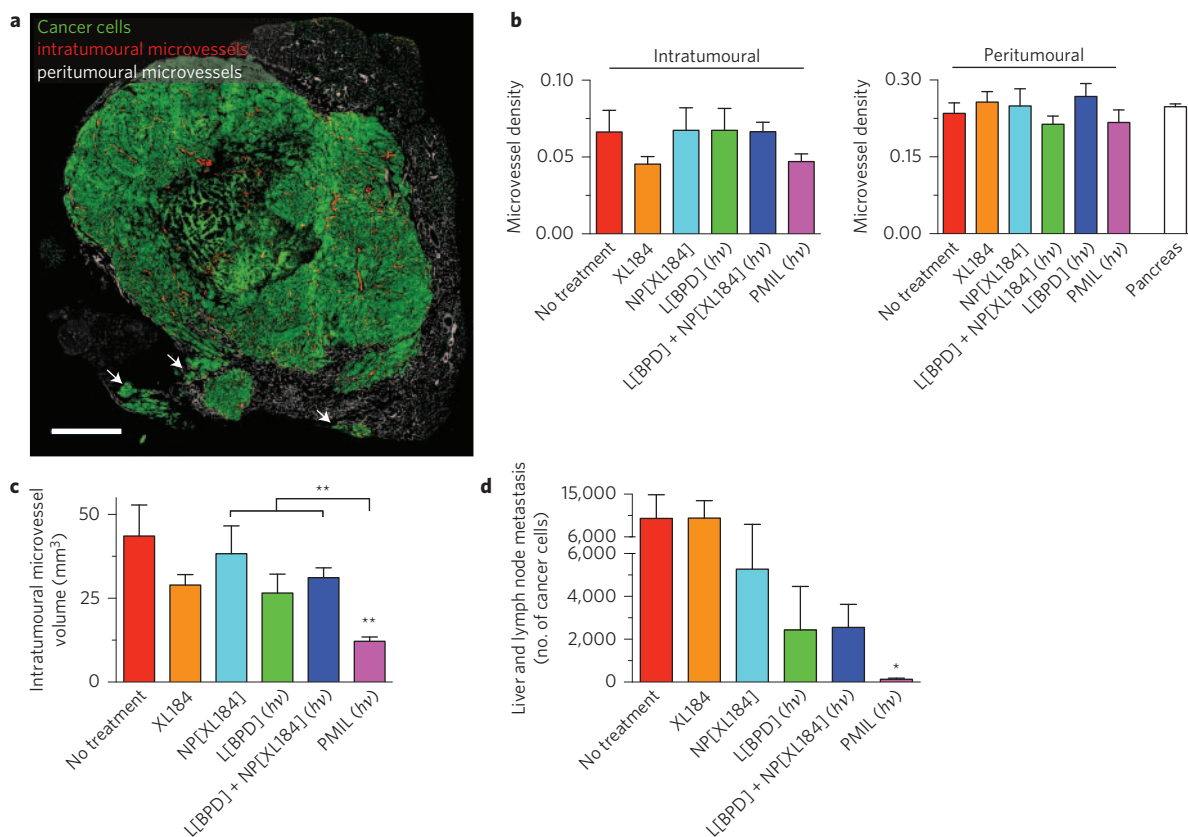 a
Cancer cells
intratumoural microvessels
peritumoural microvessels
b
Intratumoural
Microvessel density
0.10
0.05
0.00
No treatment
XL184
NP[XL184]
L[BPD] (hν)
L[BPD] + NP[XL184] (hν)
PMIL (hν)
Peritumoural
Microvessel density
0.30
0.15
0.00
No treatment
XL184
NP[XL184]
L[BPD] + NP[XL184] (hν)
L[BPD] (hν)
PMIL (hν)
Pancreas
c
Intratumoural microvessel
volume (mm³)
50
25
0
**
**
No treatment
XL184
NP[XL184]
L[BPD] (hν)
L[BPD] + NP[XL184] (hν)
PMIL (hν)
d
Liver and lymph node metastasis
(no. of cancer cells)
15,000
6,000
6,000
4,000
2,000
0
*
No treatment
XL184
NP[XL184]
L[BPD] (hν)
L[BPD] + NP[XL184] (hν)
PMIL (hν)